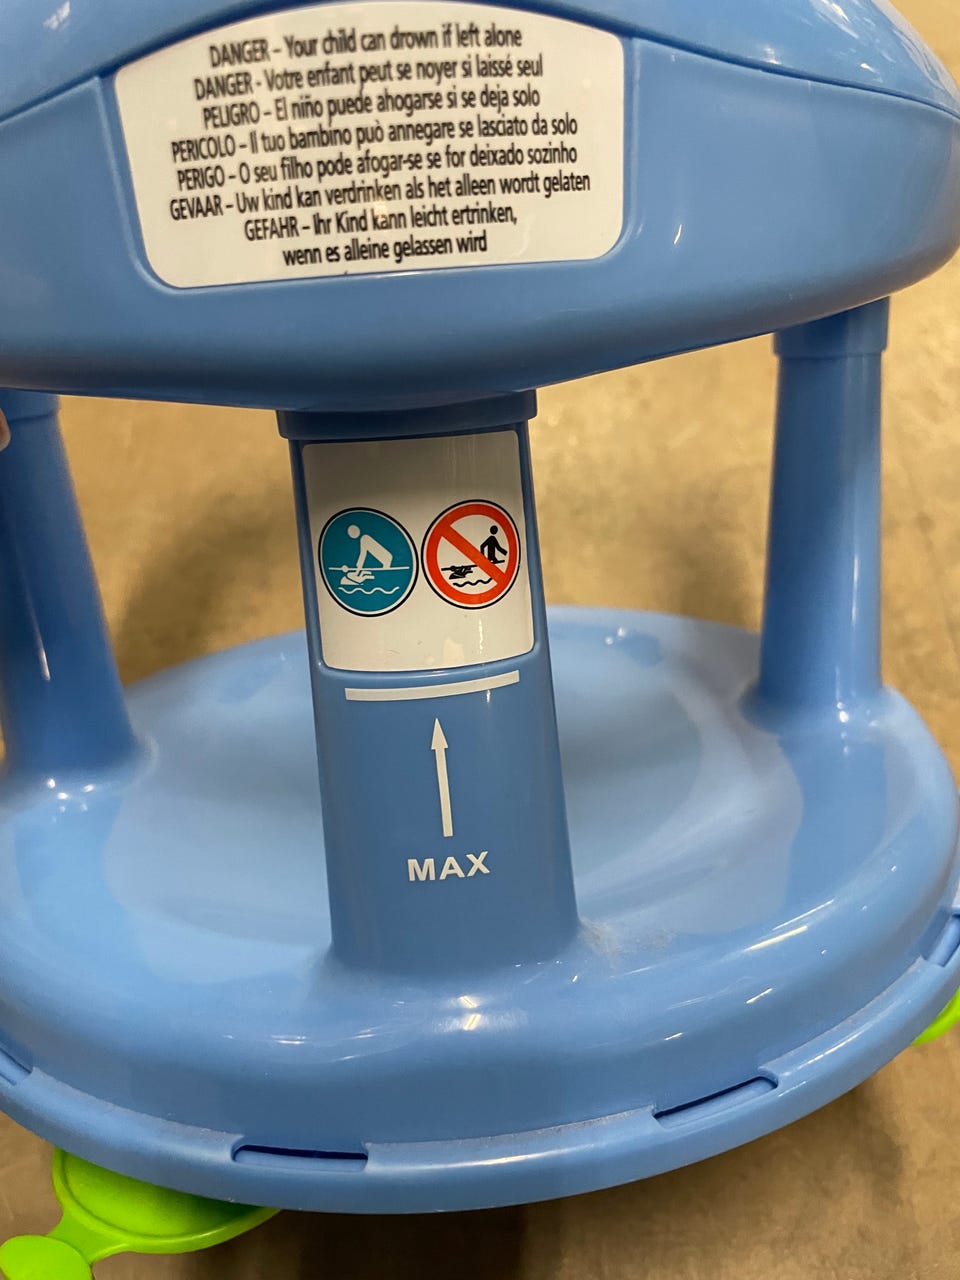 DANGER – Your child can drown if left alone
DANGER - Votre enfant peut se noyer si laissé seul
PELIGRO – El niño puede ahogarse si se deja solo
PERICOLO – Il tuo bambino può annegare se lasciato da solo
PERIGO – O seu filho pode afogar-se se for deixado sozinho
GEVAAR – Uw kind kan verdrinken als het alleen wordt gelaten
GEFAHR – Ihr Kind kann leicht ertrinken,
wenn es alleine gelassen wird
MAX